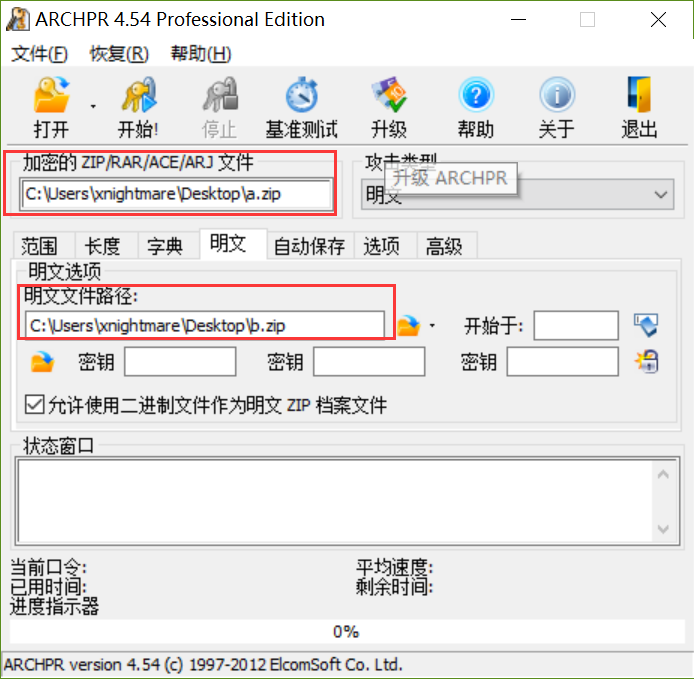 ARCHPR 4.54 Professional Edition
文件(F) 恢复(R) 帮助(H)
打开 开始! 停止 基准测试 升级 帮助 关于 退出
加密的 ZIP/RAR/ACE/ARJ 文件
C:\Users\xnightmare\Desktop\a.zip
攻击类型
升级 ARCHPR
明文
范围 长度 字典 明文 自动保存 选项 高级
明文选项
明文文件路径:
C:\Users\xnightmare\Desktop\b.zip 开始于:
密钥 密钥 密钥
允许使用二进制文件作为明文 ZIP 档案文件
状态窗口
当前口令: 平均速度:
已用时间: 剩余时间:
进度指示器
0%
ARCHPR version 4.54 (c) 1997-2012 ElcomSoft Co. Ltd.